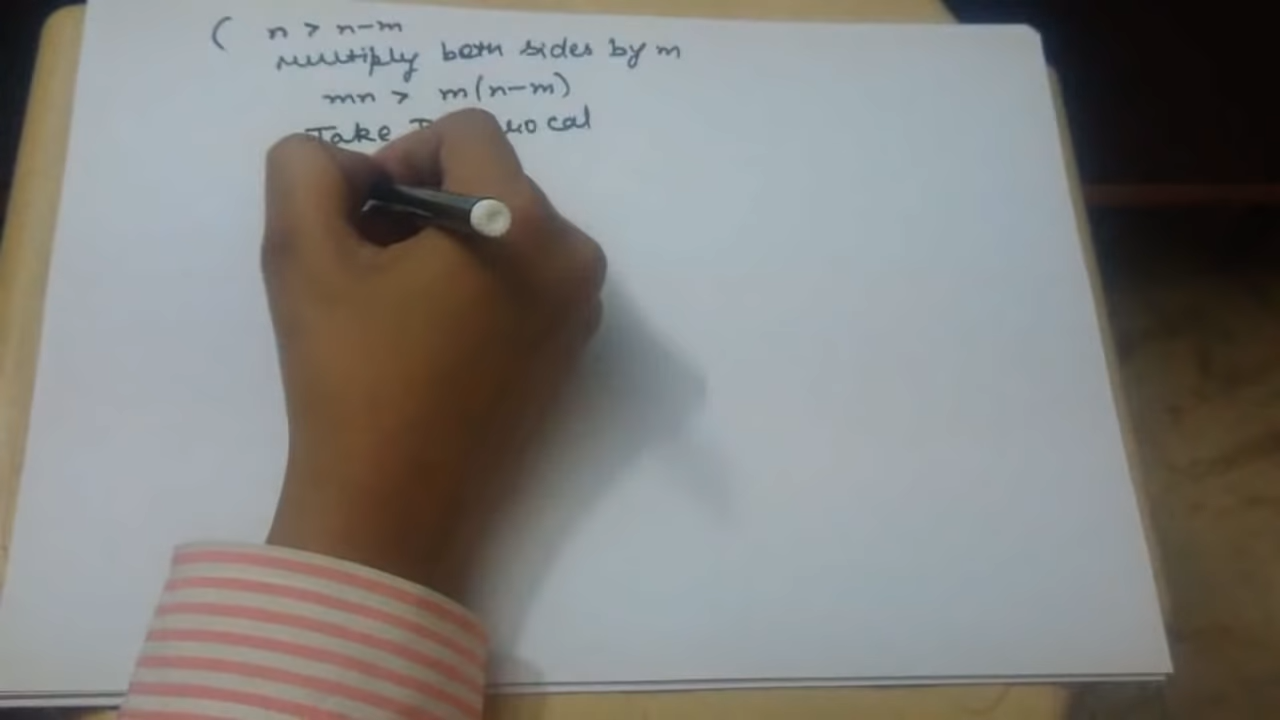 ( n > n-m
multiply both sides by m
mn > m(n-m)
Take